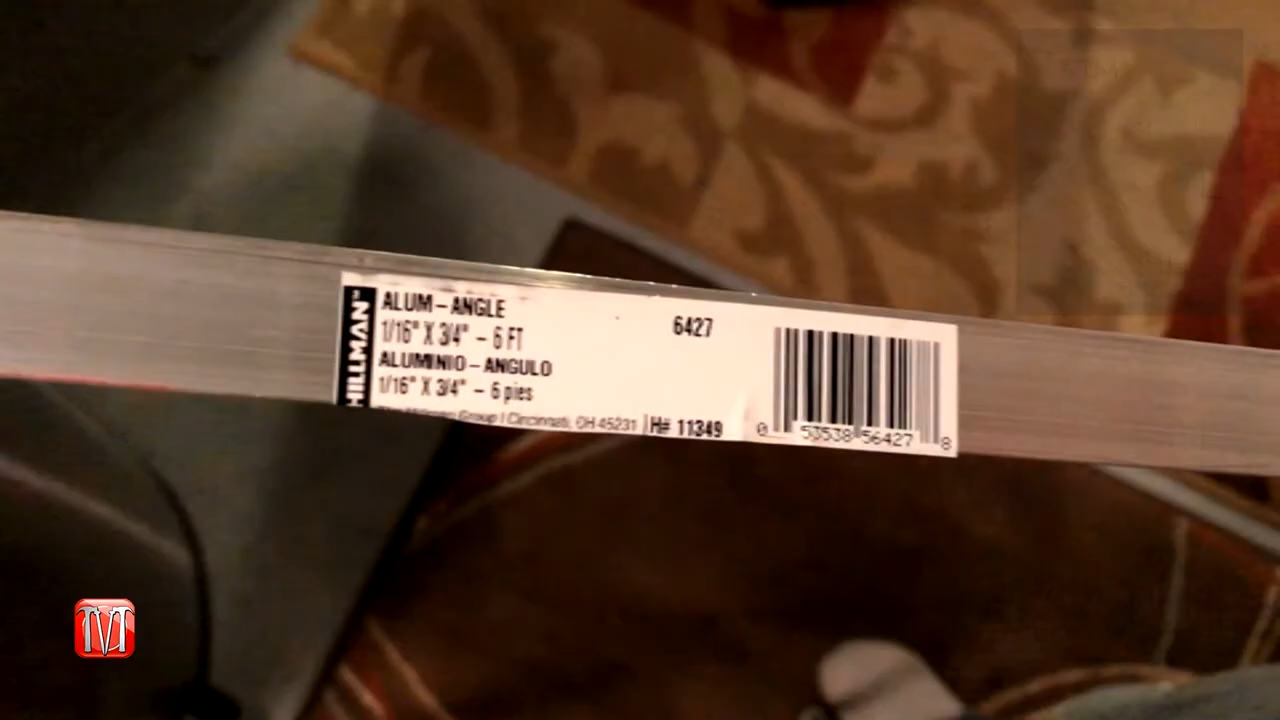 HILLMAN
ALUM-ANGLE
1/16" X 3/4" - 6 FT
ALUMINIO-ANGULO
1/16" X 3/4" - 6 pies
Group | Cincinnati, OH 45231 H# 11349
6427
0 53538 56427 8